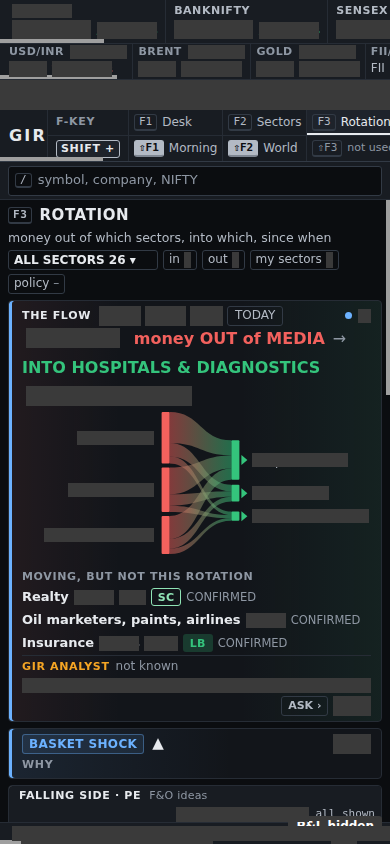 BANKNIFTY SENSEX
USD/INR BRENT GOLD FII/
FII
GIR F-KEY F1 Desk F2 Sectors F3 Rotation
SHIFT + ⇧F1 Morning ⇧F2 World ⇧F3 not used
/ symbol, company, NIFTY
F3 ROTATION
money out of which sectors, into which, since when
ALL SECTORS 26 ▾ in out my sectors
policy –
THE FLOW TODAY
money OUT of MEDIA →
INTO HOSPITALS & DIAGNOSTICS
MOVING, BUT NOT THIS ROTATION
Realty SC CONFIRMED
Oil marketers, paints, airlines CONFIRMED
Insurance LB CONFIRMED
GIR ANALYST not known
ASK ›
BASKET SHOCK ▲
WHY
FALLING SIDE · PE F&O ideas
all shown